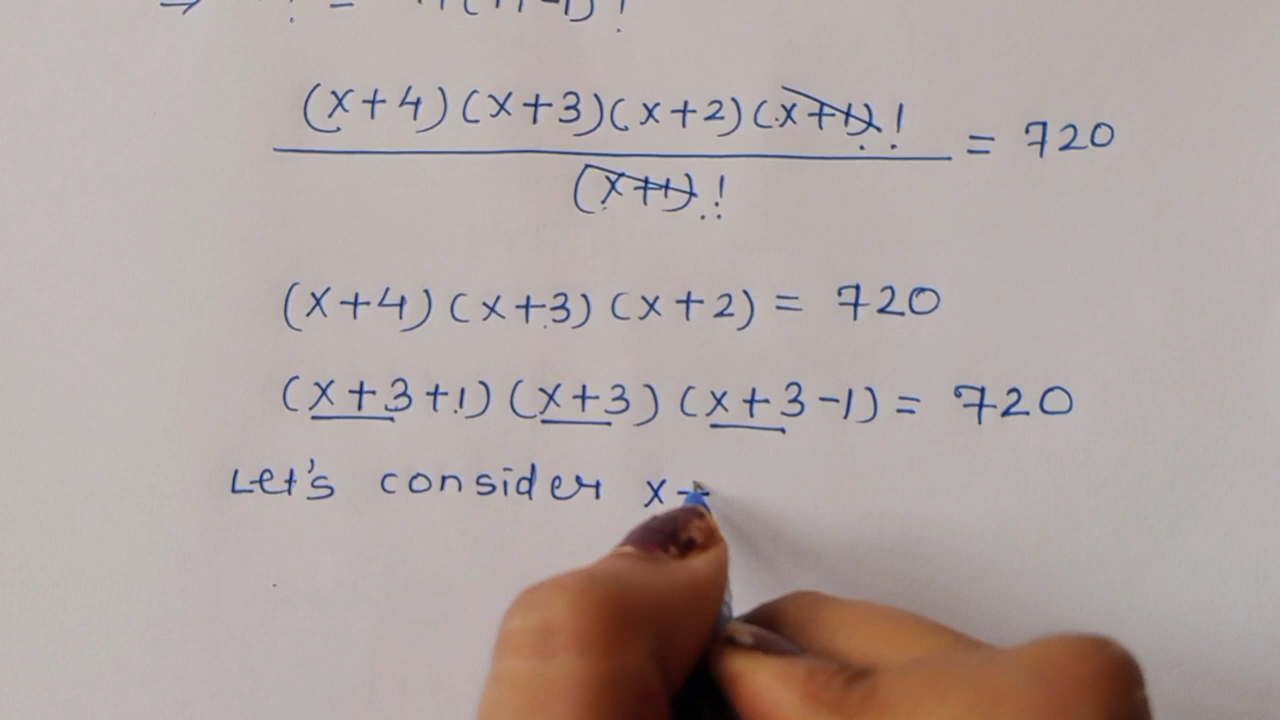 (x+4)(x+3)(x+2)(x+1)!
= 720
(x+1)!
(x+4)(x+3)(x+2) = 720
(x+3+1)(x+3)(x+3-1) = 720
Let's consider x